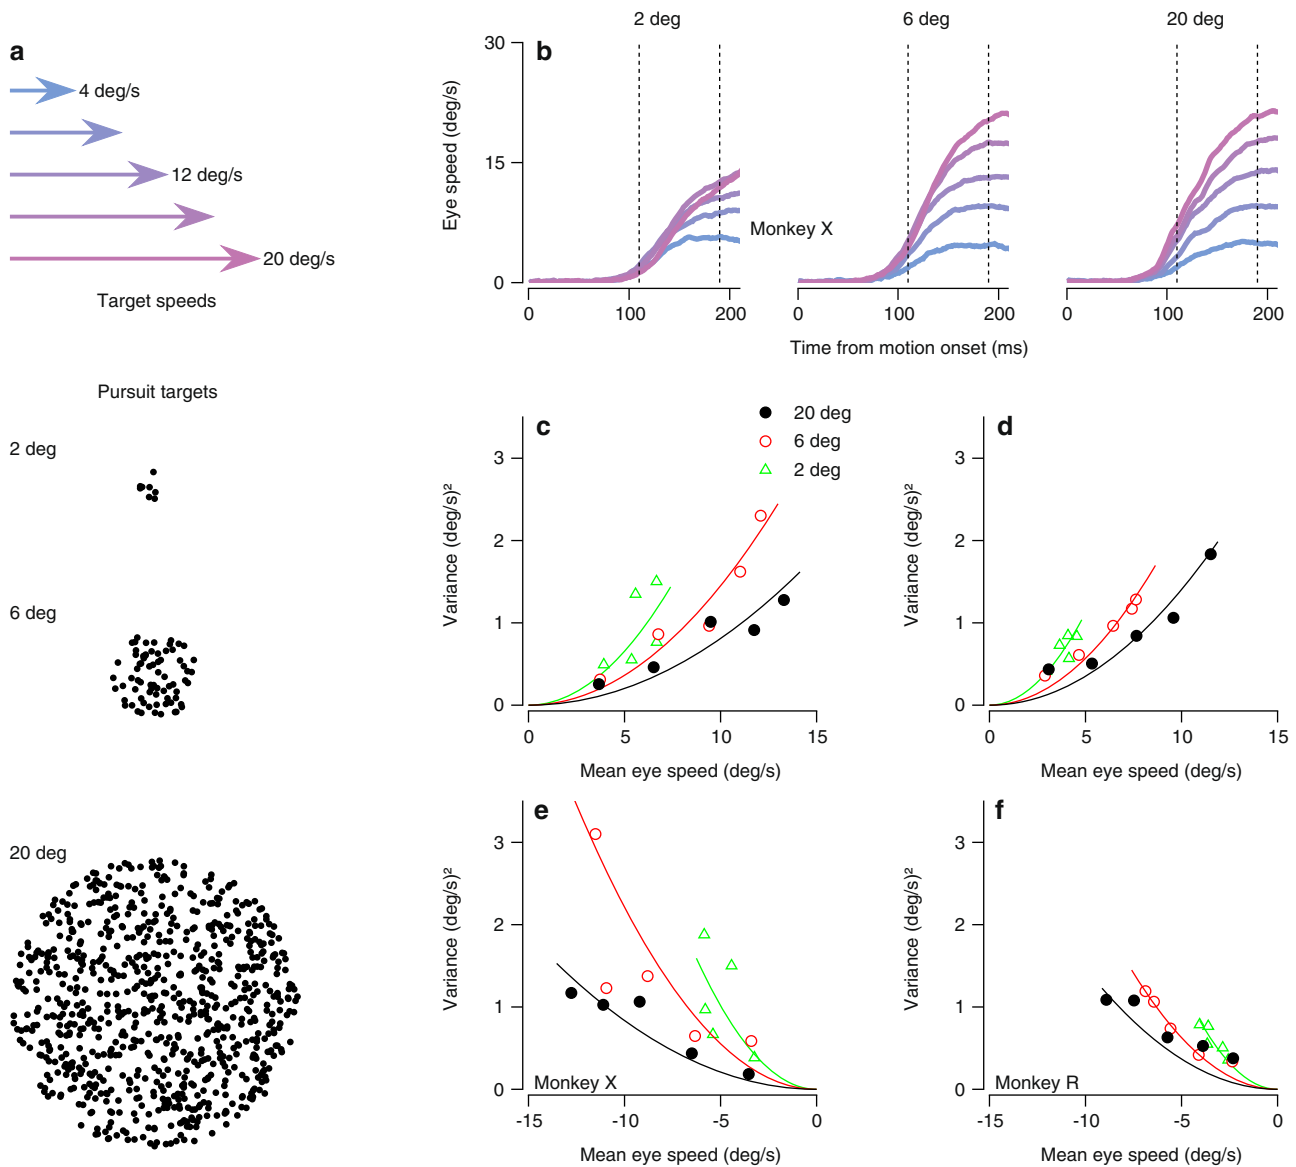 a
4 deg/s
12 deg/s
20 deg/s
Target speeds
Pursuit targets
2 deg
6 deg
20 deg
2 deg 6 deg 20 deg
b
30
15
0
Eye speed (deg/s)
Monkey X
0 100 200 0 100 200 0 100 200
Time from motion onset (ms)
20 deg
6 deg
2 deg
c
3
2
1
0
Variance (deg/s)²
0 5 10 15
Mean eye speed (deg/s)
d
3
2
1
0
Variance (deg/s)²
0 5 10 15
Mean eye speed (deg/s)
e
3
2
1
0
Variance (deg/s)²
Monkey X
-15 -10 -5 0
Mean eye speed (deg/s)
f
3
2
1
0
Variance (deg/s)²
Monkey R
-15 -10 -5 0
Mean eye speed (deg/s)